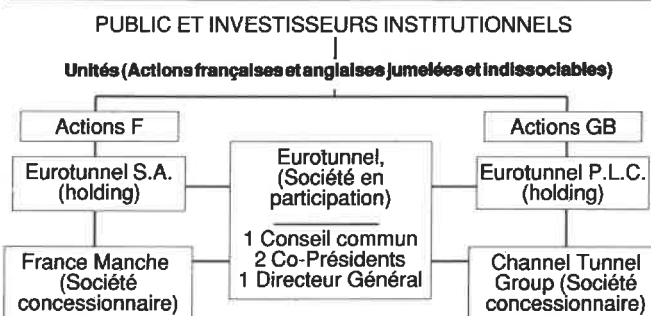 PUBLIC ET INVESTISSEURS INSTITUTIONNELS
Unités (Actions françaises et anglaises jumelées et indissociables)
Actions F
Actions GB
Eurotunnel S.A.
(holding)
Eurotunnel,
(Société en
participation)
1 Conseil commun
2 Co-Présidents
1 Directeur Général
Eurotunnel P.L.C.
(holding)
France Manche
(Société
concessionnaire)
Channel Tunnel
Group (Société
concessionnaire)